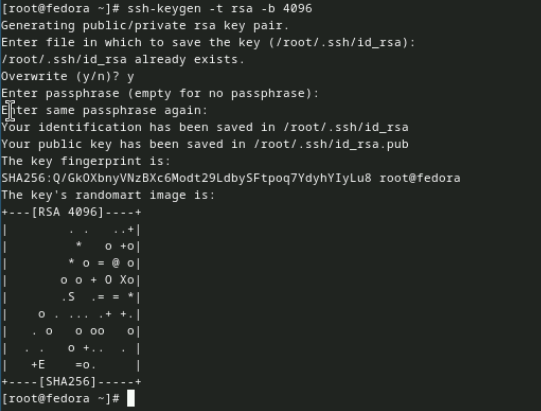 [root@fedora ~]# ssh-keygen -t rsa -b 4096
Generating public/private rsa key pair.
Enter file in which to save the key (/root/.ssh/id_rsa):
/root/.ssh/id_rsa already exists.
Overwrite (y/n)? y
Enter passphrase (empty for no passphrase):
Enter same passphrase again:
Your identification has been saved in /root/.ssh/id_rsa
Your public key has been saved in /root/.ssh/id_rsa.pub
The key fingerprint is:
SHA256:Q/GkOXbnyVNzBXc6Modt29LdbySFtpoq7YdyhYIyLu8 root@fedora
The key's randomart image is:
+---[RSA 4096]----+
|         . .   ..+|
|          *   o +o|
|         * o = @ o|
|        o o + O Xo|
|        .S  .= = *|
|     o . ... .+ +.|
|    . o   o oo   o|
|   . .   o +..  . |
|    +E    =o.     |
+----[SHA256]-----+
[root@fedora ~]#